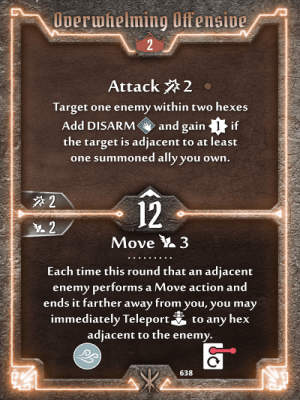 Overwhelming Offensive
2
Attack 2
Target one enemy within two hexes
Add DISARM and gain 1 if
the target is adjacent to at least
one summoned ally you own.
2
12
2
Move 3
Each time this round that an adjacent
enemy performs a Move action and
ends it farther away from you, you may
immediately Teleport to any hex
adjacent to the enemy.
638